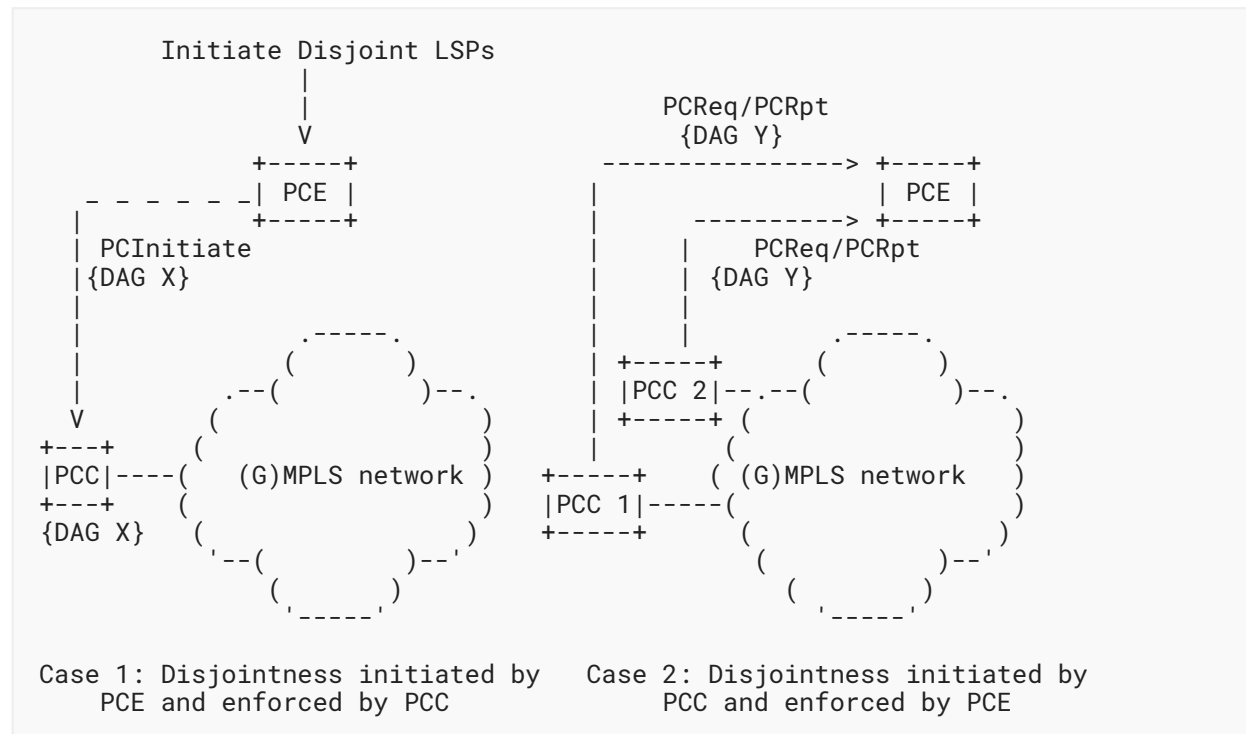 Initiate Disjoint LSPs
PCReq/PCRpt
V {DAG Y}
PCE PCE
PCInitiate PCReq/PCRpt
{DAG X} {DAG Y}
PCC 2
V
PCC (G)MPLS network (G)MPLS network
PCC 1
{DAG X}
Case 1: Disjointness initiated by Case 2: Disjointness initiated by
PCE and enforced by PCC PCC and enforced by PCE